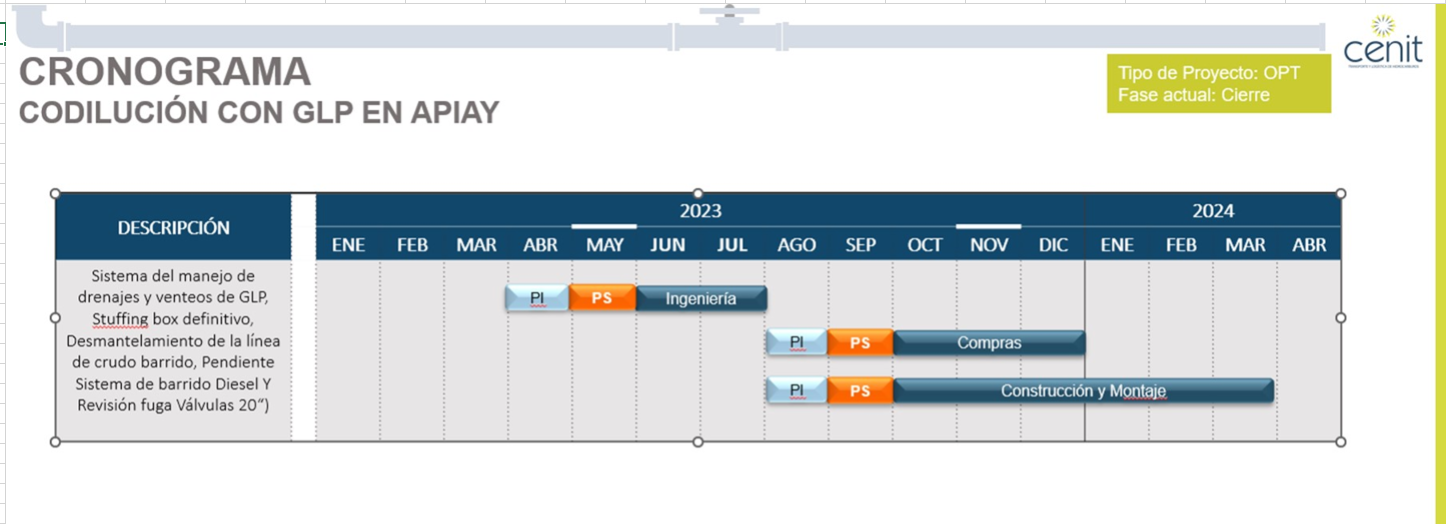 CRONOGRAMA
CODILUCIÓN CON GLP EN APIAY
Tipo de Proyecto: OPT
Fase actual: Cierre
cenit
DESCRIPCIÓN
2023
2024
ENE FEB MAR ABR MAY JUN JUL AGO SEP OCT NOV DIC ENE FEB MAR ABR
Sistema del manejo de
drenajes y venteos de GLP,
Stuffing box definitivo,
Desmantelamiento de la línea
de crudo barrido, Pendiente
Sistema de barrido Diesel Y
Revisión fuga Válvulas 20“)
PI PS Ingeniería
PI PS Compras
PI PS Construcción y Montaje